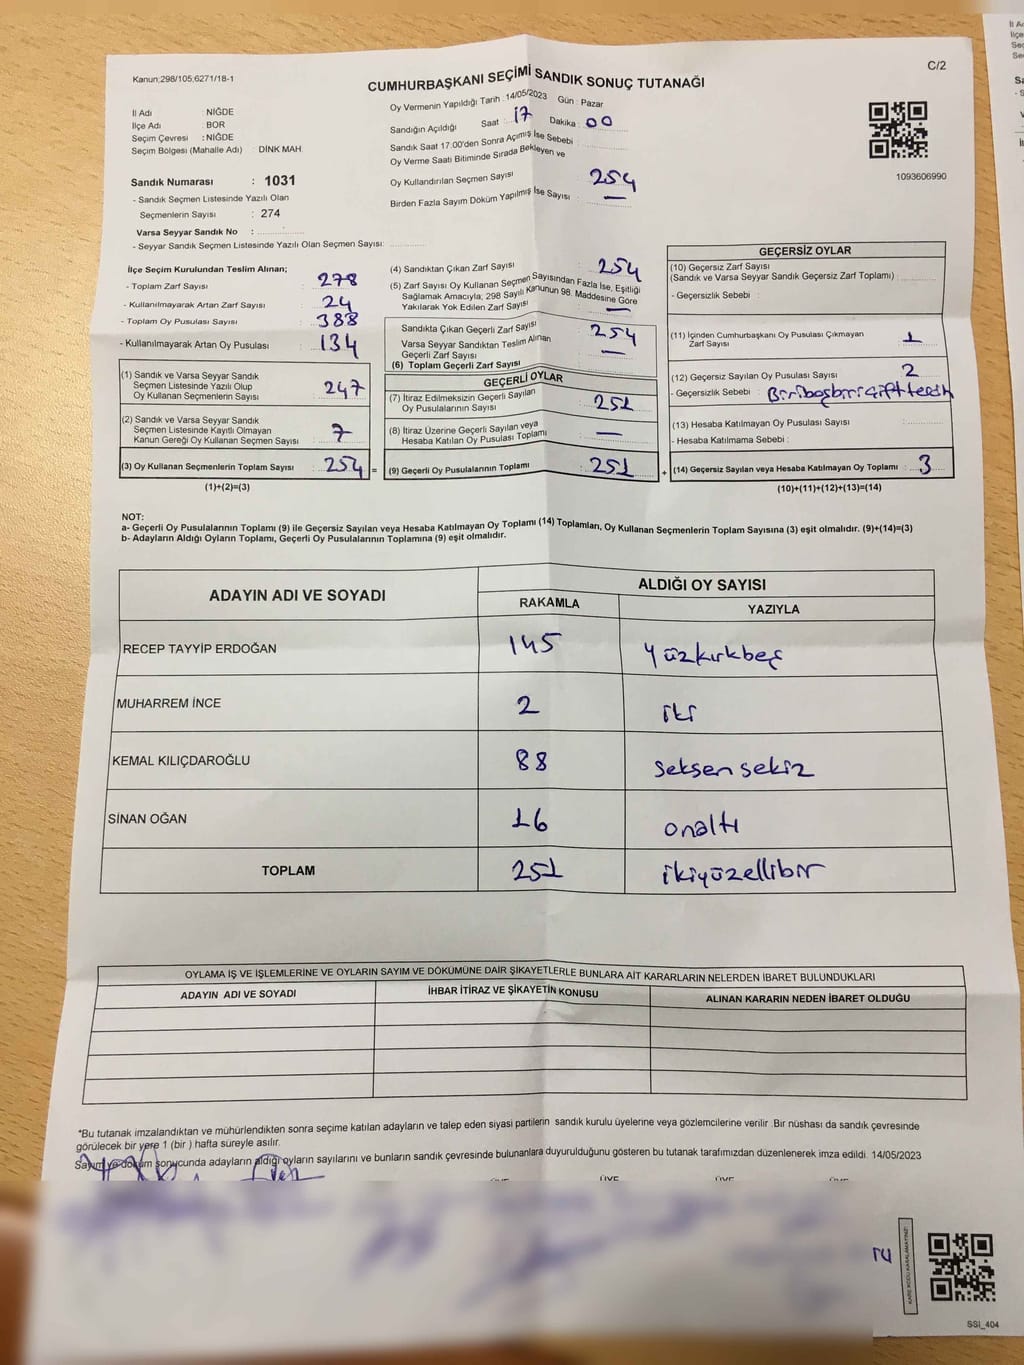 Kanun;298/105;6271/18-1
C/2
CUMHURBAŞKANI SEÇİMİ SANDIK SONUÇ TUTANAĞI
İl Adı : NİĞDE
İlçe Adı : BOR
Seçim Çevresi : NİĞDE
Seçim Bölgesi (Mahalle Adı) : DİNK MAH.
Sandık Numarası : 1031
- Sandık Seçmen Listesinde Yazılı Olan
Seçmenlerin Sayısı : 274
Varsa Seyyar Sandık No :
- Seyyar Sandık Seçmen Listesinde Yazılı Olan Seçmen Sayısı:
Oy Vermenin Yapıldığı Tarih : 14/05/2023 Gün : Pazar
Sandığın Açıldığı Saat : 17 Dakika : 00
Sandık Saat 17.00'den Sonra Açımış İse Sebebi :
Oy Verme Saati Bitiminde Sırada Bekleyen ve
Oy Kullandırılan Seçmen Sayısı : 254
Birden Fazla Sayım Döküm Yapılmış İse Sayısı : —
1093606990
İlçe Seçim Kurulundan Teslim Alınan;
- Toplam Zarf Sayısı : 278
- Kullanılmayarak Artan Zarf Sayısı : 24
- Toplam Oy Pusulası Sayısı : 388
- Kullanılmayarak Artan Oy Pusulası : 134
(1) Sandık ve Varsa Seyyar Sandık
Seçmen Listesinde Yazılı Olup
Oy Kullanan Seçmenlerin Sayısı : 247
(2) Sandık ve Varsa Seyyar Sandık
Seçmen Listesinde Kayıtlı Olmayan
Kanun Gereği Oy Kullanan Seçmen Sayısı : 7
(3) Oy Kullanan Seçmenlerin Toplam Sayısı : 254 =
(1)+(2)=(3)
(4) Sandıktan Çıkan Zarf Sayısı : 254
(5) Zarf Sayısı Oy Kullanan Seçmen Sayısından Fazla İse, Eşitliği
Sağlamak Amacıyla; 298 Sayılı Kanunun 98. Maddesine Göre
Yakılarak Yok Edilen Zarf Sayısı : —
Sandıkta Çıkan Geçerli Zarf Sayısı : 254
Varsa Seyyar Sandıktan Teslim Alınan
Geçerli Zarf Sayısı : —
(6) Toplam Geçerli Zarf Sayısı
GEÇERLİ OYLAR
(7) İtiraz Edilmeksizin Geçerli Sayılan
Oy Pusulalarının Sayısı : 251
(8) İtiraz Üzerine Geçerli Sayılan veya
Hesaba Katılan Oy Pusulası Toplamı : —
(9) Geçerli Oy Pusulalarının Toplamı : 251 +
GEÇERSİZ OYLAR
(10) Geçersiz Zarf Sayısı
(Sandık ve Varsa Seyyar Sandık Geçersiz Zarf Toplamı) :
- Geçersizlik Sebebi :
(11) İçinden Cumhurbaşkanı Oy Pusulası Çıkmayan
Zarf Sayısı : 1
(12) Geçersiz Sayılan Oy Pusulası Sayısı : 2
- Geçersizlik Sebebi :
(13) Hesaba Katılmayan Oy Pusulası Sayısı :
- Hesaba Katılmama Sebebi :
(14) Geçersiz Sayılan veya Hesaba Katılmayan Oy Toplamı : 3
(10)+(11)+(12)+(13)=(14)
NOT:
a- Geçerli Oy Pusulalarının Toplamı (9) ile Geçersiz Sayılan veya Hesaba Katılmayan Oy Toplamı (14) Toplamları, Oy Kullanan Seçmenlerin Toplam Sayısına (3) eşit olmalıdır. (9)+(14)=(3)
b- Adayların Aldığı Oyların Toplamı, Geçerli Oy Pusulalarının Toplamına (9) eşit olmalıdır.
ADAYIN ADI VE SOYADI ALDIĞI OY SAYISI
RAKAMLA YAZIYLA
RECEP TAYYİP ERDOĞAN 145 yüzkırkbeş
MUHARREM İNCE 2 iki
KEMAL KILIÇDAROĞLU 88 seksensekiz
SİNAN OĞAN 16 onaltı
TOPLAM 251 ikiyüzellibir
OYLAMA İŞ VE İŞLEMLERİNE VE OYLARIN SAYIM VE DÖKÜMÜNE DAİR ŞİKAYETLERLE BUNLARA AİT KARARLARIN NELERDEN İBARET BULUNDUKLARI
ADAYIN ADI VE SOYADI İHBAR İTİRAZ VE ŞİKAYETİN KONUSU ALINAN KARARIN NEDEN İBARET OLDUĞU
*Bu tutanak imzalandıktan ve mühürlendikten sonra seçime katılan adayların ve talep eden siyasi partilerin sandık kurulu üyelerine veya gözlemcilerine verilir .Bir nüshası da sandık çevresinde
görülecek bir yere 1 (bir ) hafta süreyle asılır.
Sayım ve döküm sonucunda adayların aldığı oyların sayılarını ve bunların sandık çevresinde bulunanlara duyurulduğunu gösteren bu tutanak tarafımızdan düzenlenerek imza edildi. 14/05/2023
SSİ_404